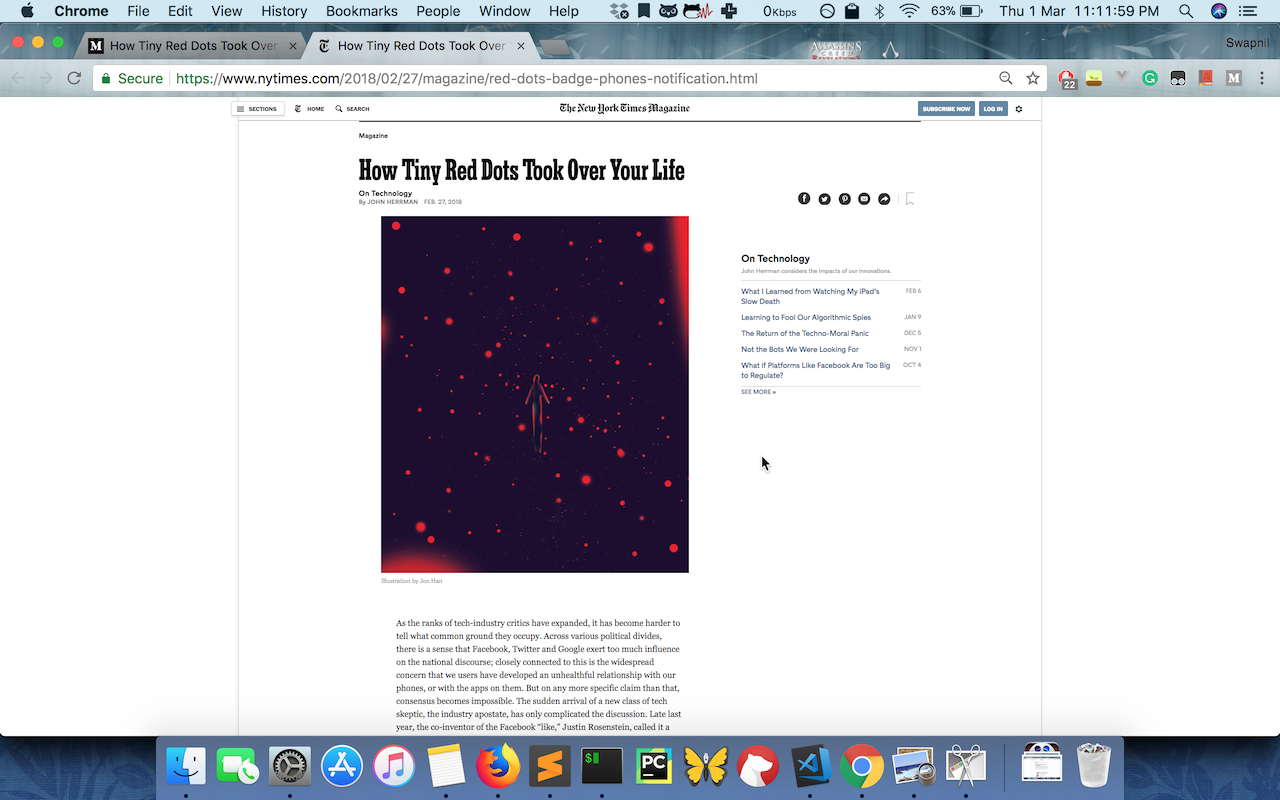 Chrome File Edit View History Bookmarks People Window Help 0Kbps 63% Thu 1 Mar 11:11:59 PM
How Tiny Red Dots Took Over
How Tiny Red Dots Took Over
ASSASSINS
Swapnil
Secure https://www.nytimes.com/2018/02/27/magazine/red-dots-badge-phones-notification.html
22
SECTIONS HOME SEARCH The New York Times Magazine SUBSCRIBE NOW LOG IN
Magazine
How Tiny Red Dots Took Over Your Life
On Technology
By JOHN HERRMAN FEB. 27, 2018
On Technology
John Herrman considers the impacts of our innovations.
What I Learned from Watching My iPad's FEB 6
Slow Death
Learning to Fool Our Algorithmic Spies JAN 9
The Return of the Techno-Moral Panic DEC 5
Not the Bots We Were Looking For NOV 1
What if Platforms Like Facebook Are Too Big OCT 4
to Regulate?
SEE MORE »
Illustration by Jon Han
As the ranks of tech-industry critics have expanded, it has become harder to
tell what common ground they occupy. Across various political divides,
there is a sense that Facebook, Twitter and Google exert too much influence
on the national discourse; closely connected to this is the widespread
concern that we users have developed an unhealthful relationship with our
phones, or with the apps on them. But on any more specific claim than that,
consensus becomes impossible. The sudden arrival of a new class of tech
skeptic, the industry apostate, has only complicated the discussion. Late last
year, the co-inventor of the Facebook “like,” Justin Rosenstein, called it a
$
PC